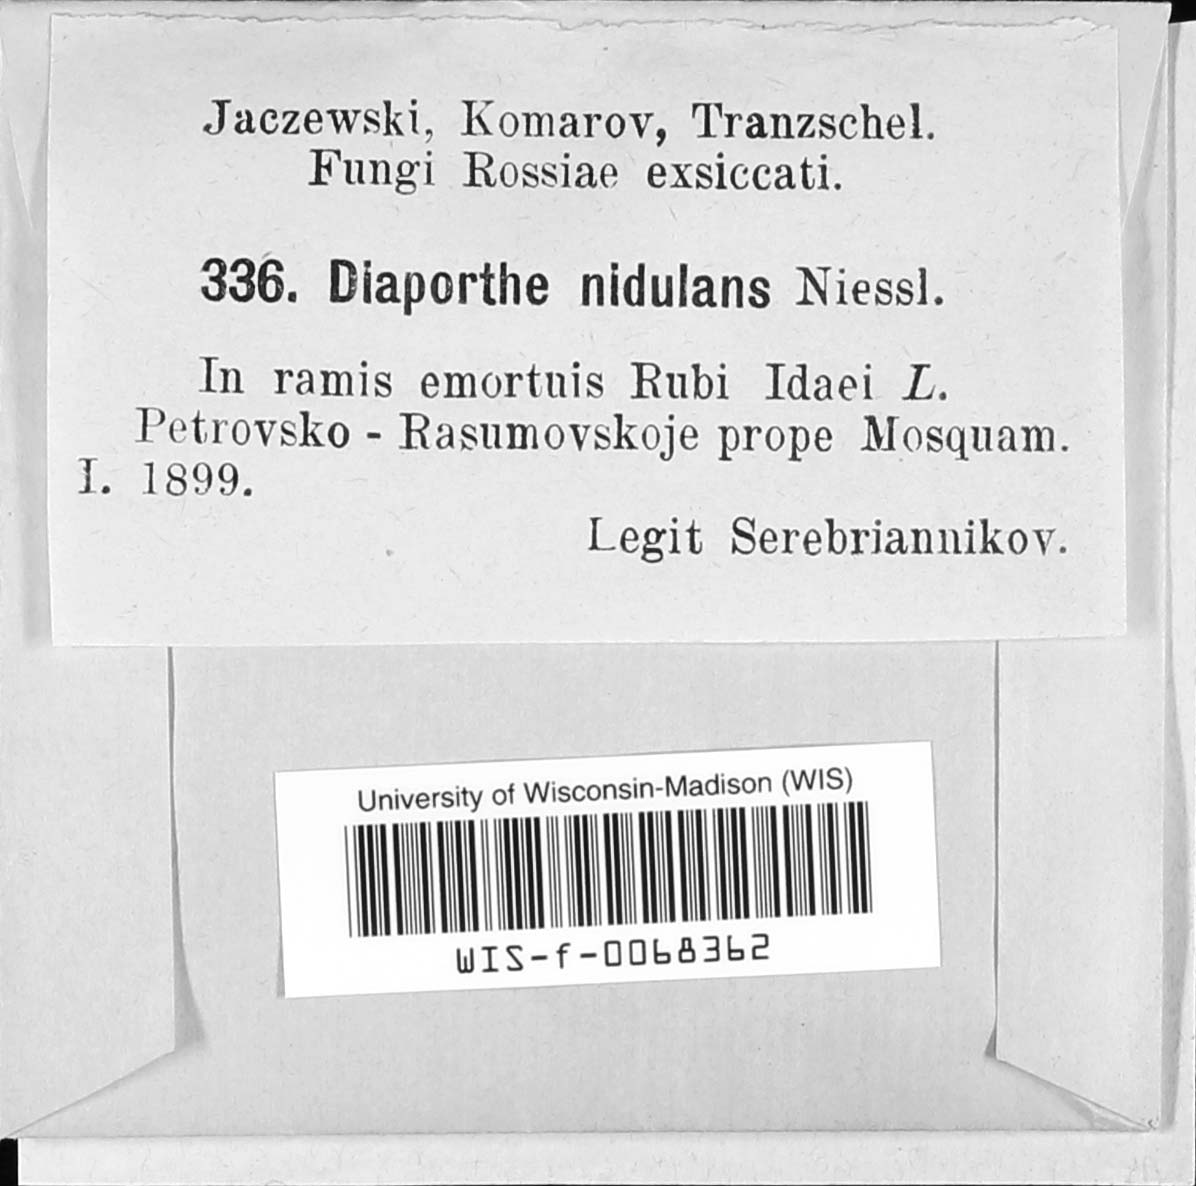 Jaczewski, Komarov, Tranzschel.
Fungi Rossiae exsiccati.
336. Diaporthe nidulans Niessl.
In ramis emortuis Rubi Idaei L.
Petrovsko - Rasumovskoje prope Mosquam.
I. 1899.
Legit Serebriannikov.
University of Wisconsin-Madison (WIS)
WIS-f-0068362